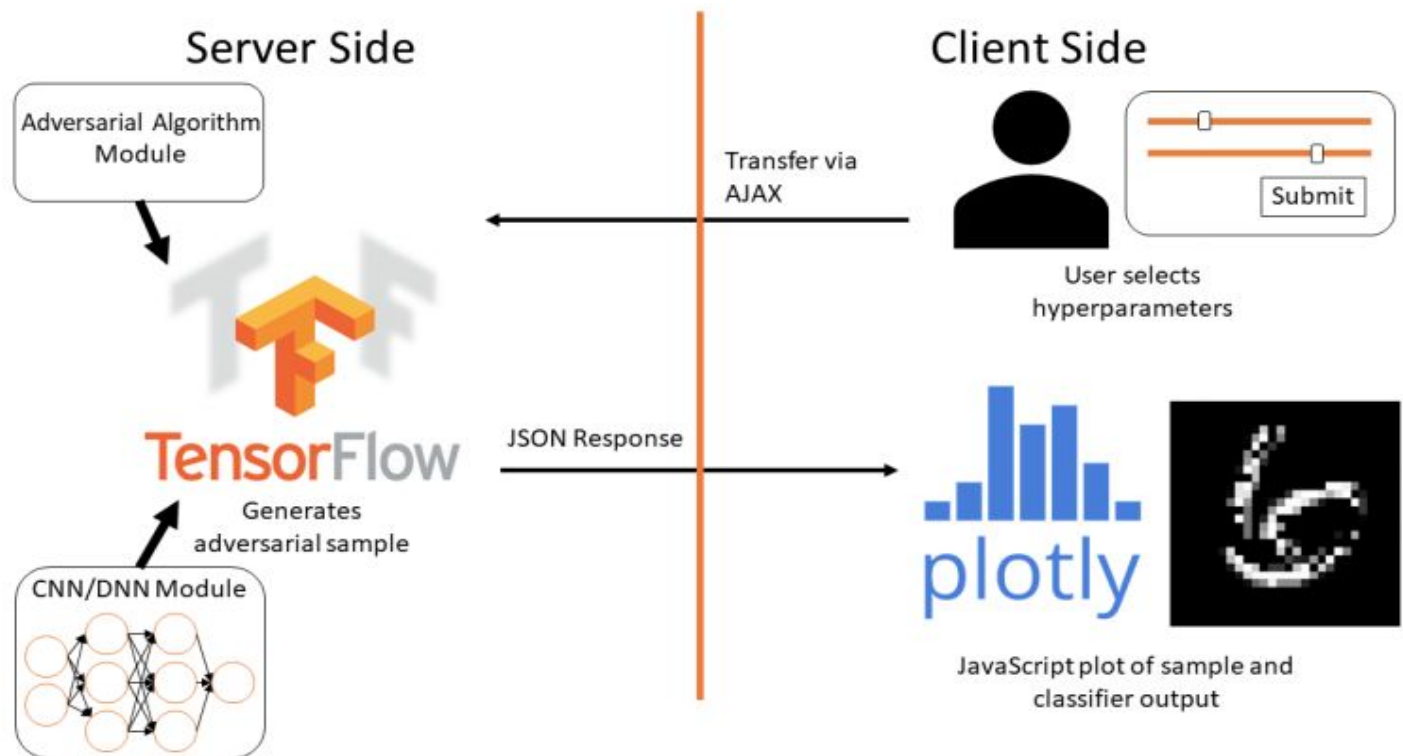 Server Side
Client Side
Adversarial Algorithm
Module
Transfer via
AJAX
Submit
User selects
hyperparameters
TF
TensorFlow
Generates
adversarial sample
JSON Response
CNN/DNN Module
plotly
JavaScript plot of sample and
classifier output